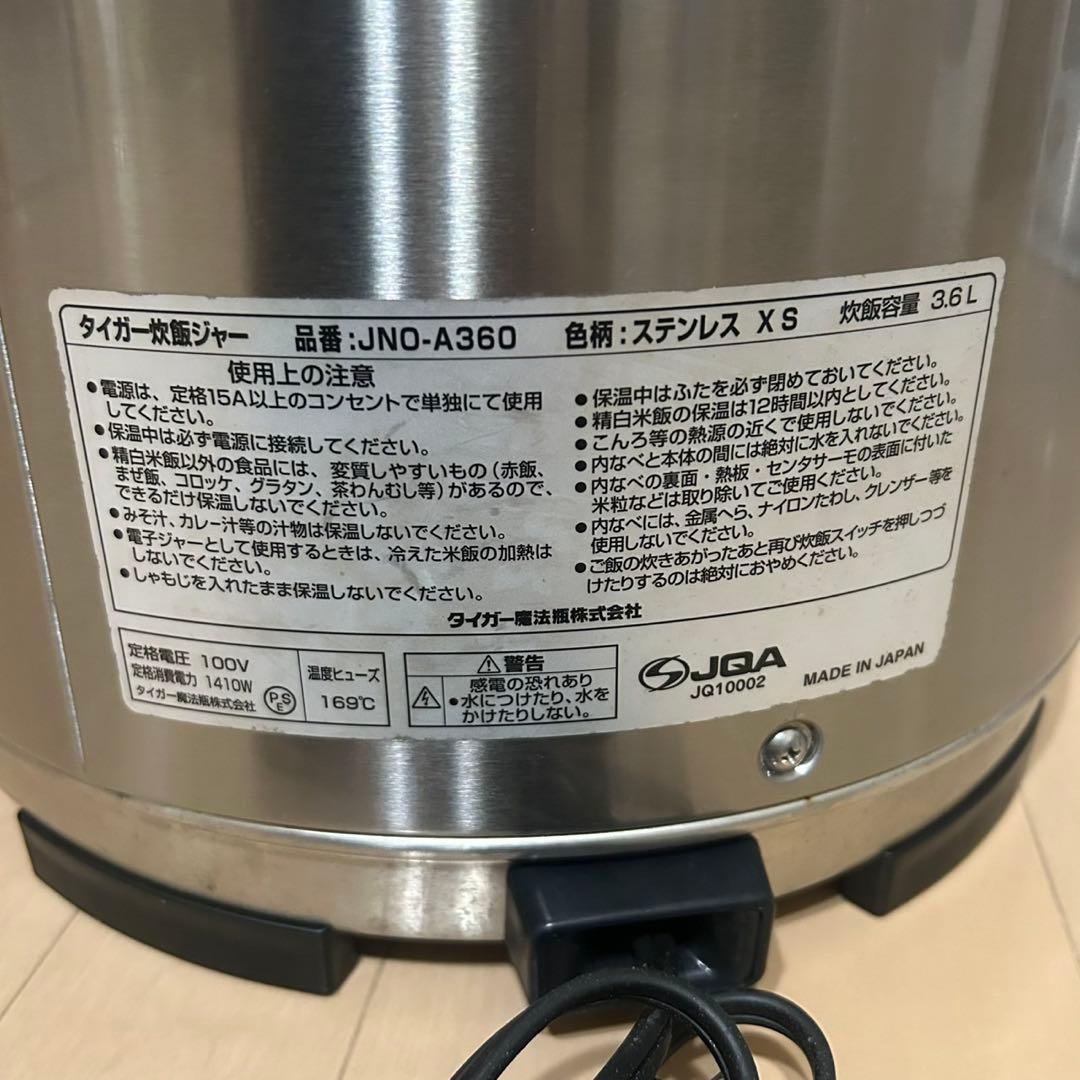 タイガー炊飯ジャー 品番:JNO-A360 色柄:ステンレス XS 炊飯容量 3.6L
使用上の注意
●電源は、定格15A以上のコンセントで単独にて使用
してください。
●保温中は必ず電源に接続してください。
●精白米飯以外の食品には、変質しやすいもの(赤飯、
まぜ飯、コロッケ、グラタン、茶わんむし等)があるので、
できるだけ保温しないでください。
●みそ汁、カレー汁等の汁物は保温しないでください。
●電子ジャーとして使用するときは、冷えた米飯の加熱は
しないでください。
●しゃもじを入れたまま保温しないでください。
●保温中はふたを必ず閉めておいてください。
●精白米飯の保温は12時間以内としてください。
●こんろ等の熱源の近くで使用しないでください。
●内なべと本体の間には絶対に水を入れないでください。
●内なべの裏面・熱板・センタサーモの表面に付いた
米粒などは取り除いてご使用ください。
●内なべには、金属へら、ナイロンたわし、クレンザー等を
使用しないでください。
●ご飯の炊きあがったあと再び炊飯スイッチを押しつづ
けたりするのは絶対におやめください。
タイガー魔法瓶株式会社
定格電圧 100V
定格消費電力 1410W
タイガー魔法瓶株式会社
PSE
温度ヒューズ
169℃
⚠警告
感電の恐れあり
●水につけたり、水を
かけたりしない。
JQA
JQ10002
MADE IN JAPAN